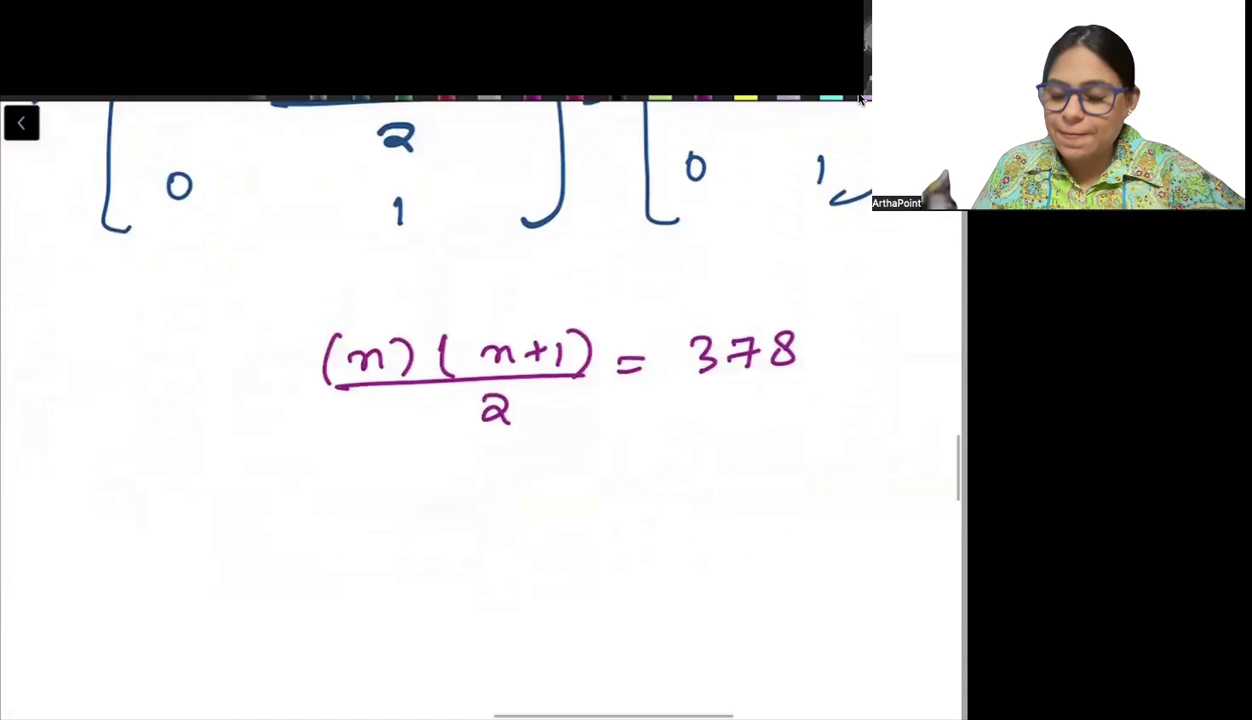 2
0 1
0 1
ArthaPoint
(n) (n+1) = 378
2